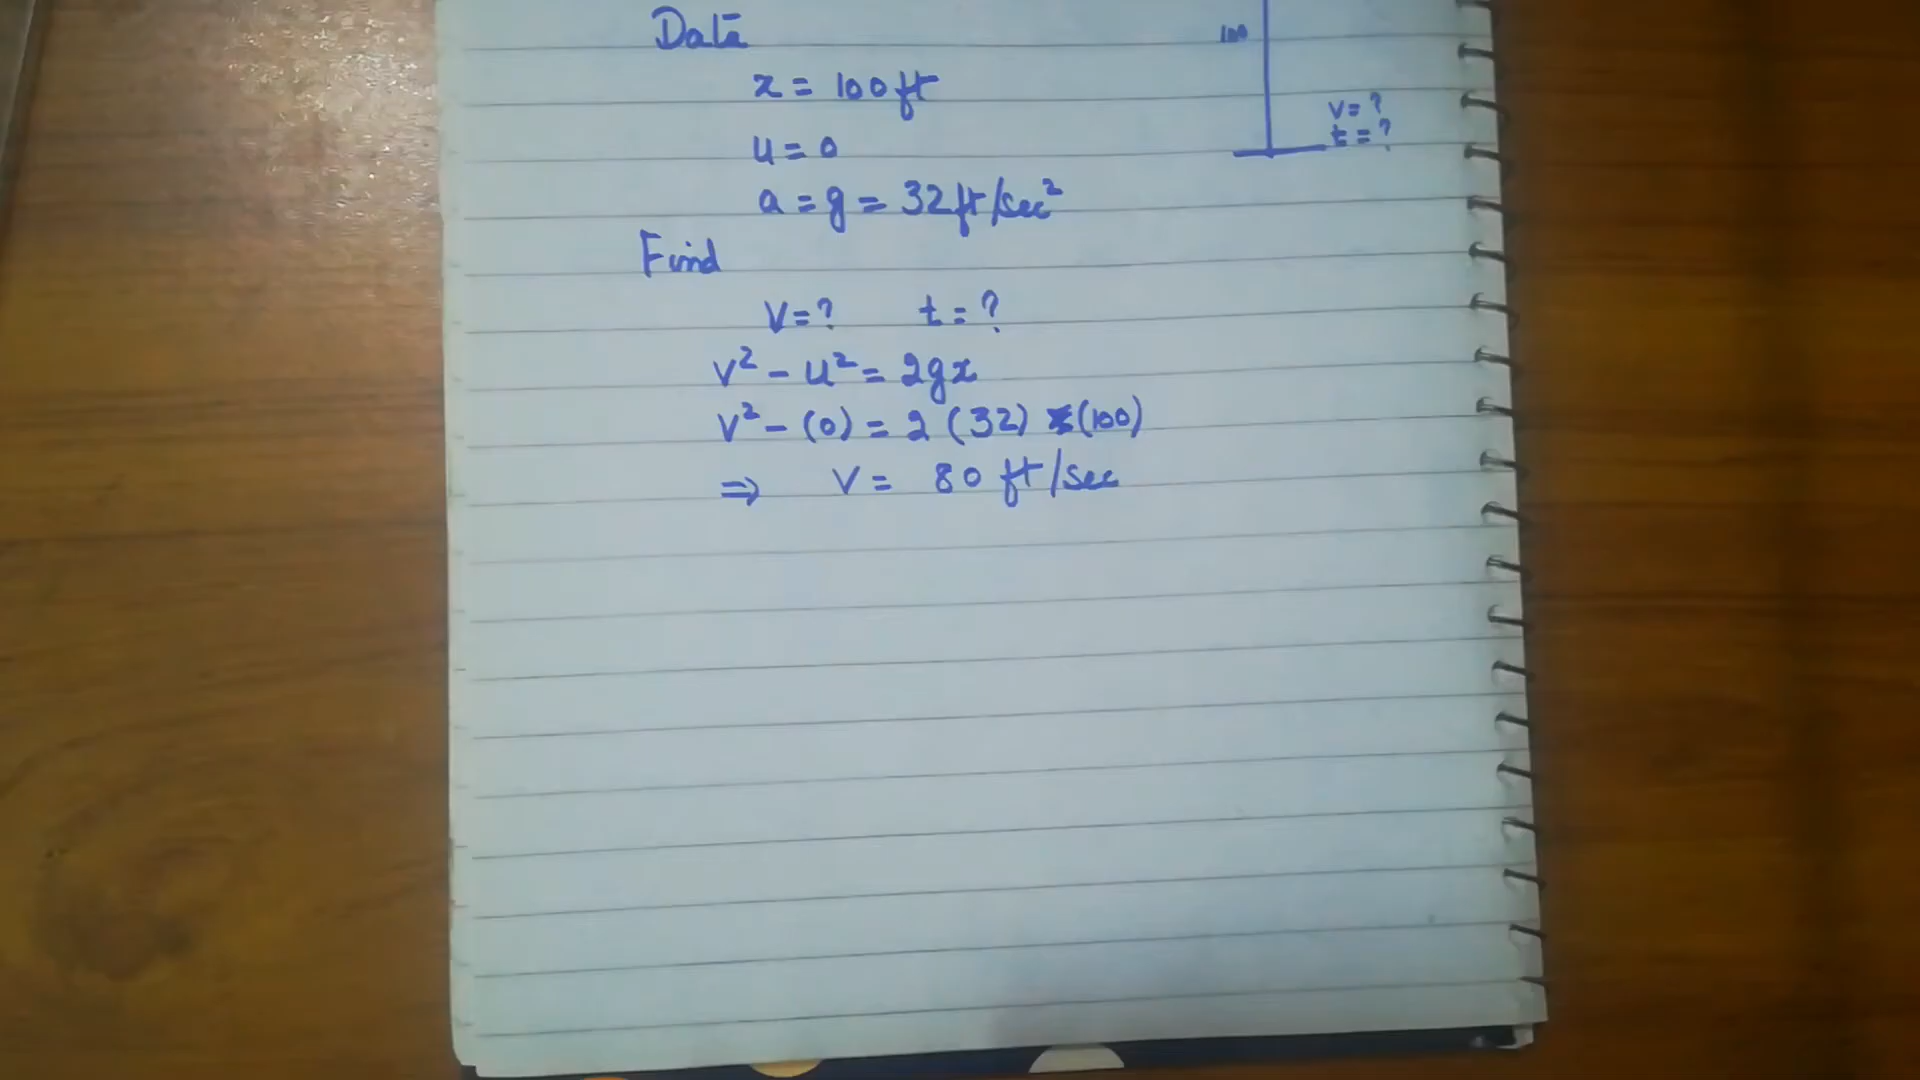 Data
100
x = 100 ft
v = ?
t = ?
u = 0
a = g = 32 ft/sec²
Find
v = ? t = ?
v² - u² = 2gx
v² - (0) = 2 (32) (100)
⇒ v = 80 ft/sec